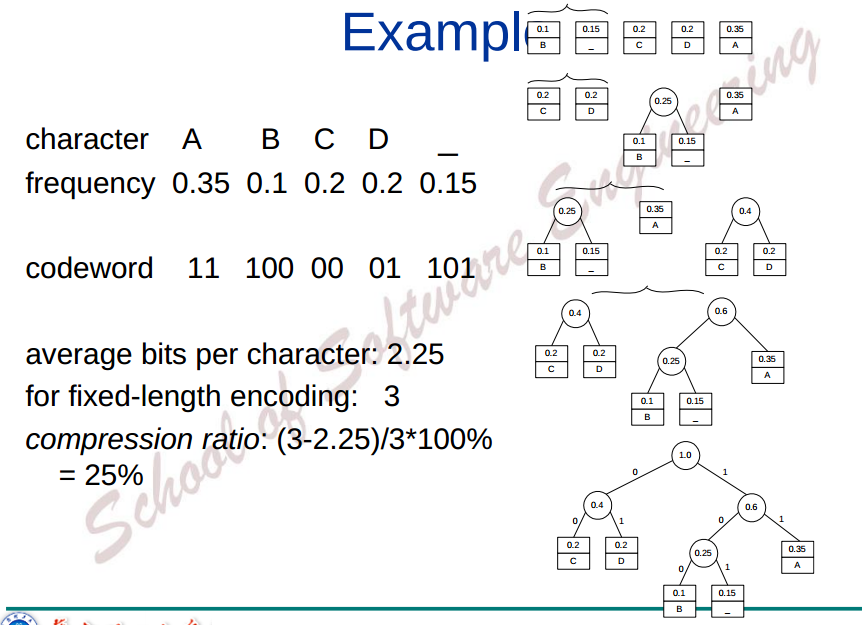 Example
character A B C D _
frequency 0.35 0.1 0.2 0.2 0.15
codeword 11 100 00 01 101
average bits per character: 2.25
for fixed-length encoding: 3
compression ratio: (3-2.25)/3*100%
= 25%
0.1 0.15 0.2 0.2 0.35
B _ C D A
0.2 0.2 0.25 0.35
C D A
0.1 0.15
B _
0.25 0.35 0.4
A
0.1 0.15 0.2 0.2
B _ C D
0.4 0.6
0.2 0.2 0.25 0.35
C D A
0.1 0.15
B _
1.0
0 1
0.4 0.6
0 1 0 1
0.2 0.2 0.25 0.35
C D A
0 1
0.1 0.15
B _
School of Software Engineering